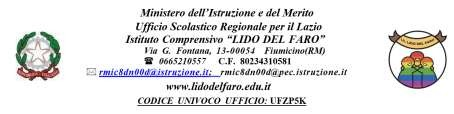 Ministero dell'Istruzione e del Merito
Ufficio Scolastico Regionale per il Lazio
Istituto Comprensivo "LIDO DEL FARO"
Via G. Fontana, 13-00054 Fiumicino(RM)
☎ 0665210557 C.F. 80234310581
✉ rmic8dn00d@istruzione.it; rmic8dn00d@pec.istruzione.it
www.lidodelfaro.edu.it
CODICE UNIVOCO UFFICIO: UFZP5K